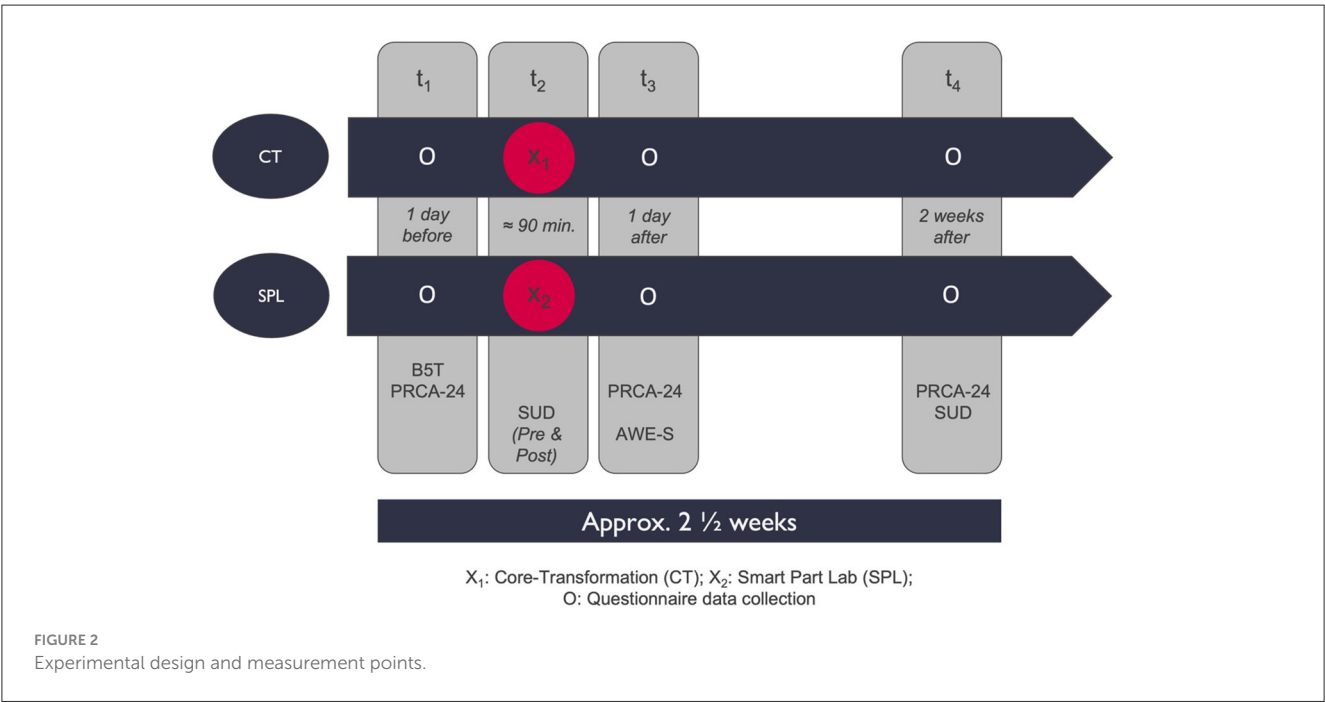 t₁ t₂ t₃ t₄
CT O X₁ O O
1 day
before
≈ 90 min.
1 day
after
2 weeks
after
SPL O X₂ O O
B5T
PRCA-24
SUD
(Pre &
Post)
PRCA-24
AWE-S
PRCA-24
SUD
Approx. 2 ½ weeks
X₁: Core-Transformation (CT); X₂: Smart Part Lab (SPL);
O: Questionnaire data collection
FIGURE 2
Experimental design and measurement points.